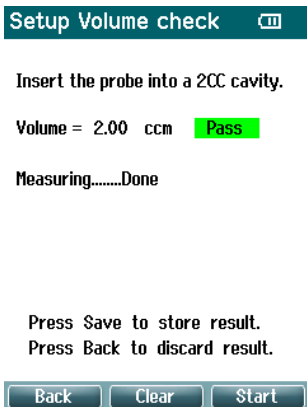 Setup Volume check
Insert the probe into a 2CC cavity.
Volume = 2.00 ccm Pass
Measuring........Done
Press Save to store result.
Press Back to discard result.
Back Clear Start